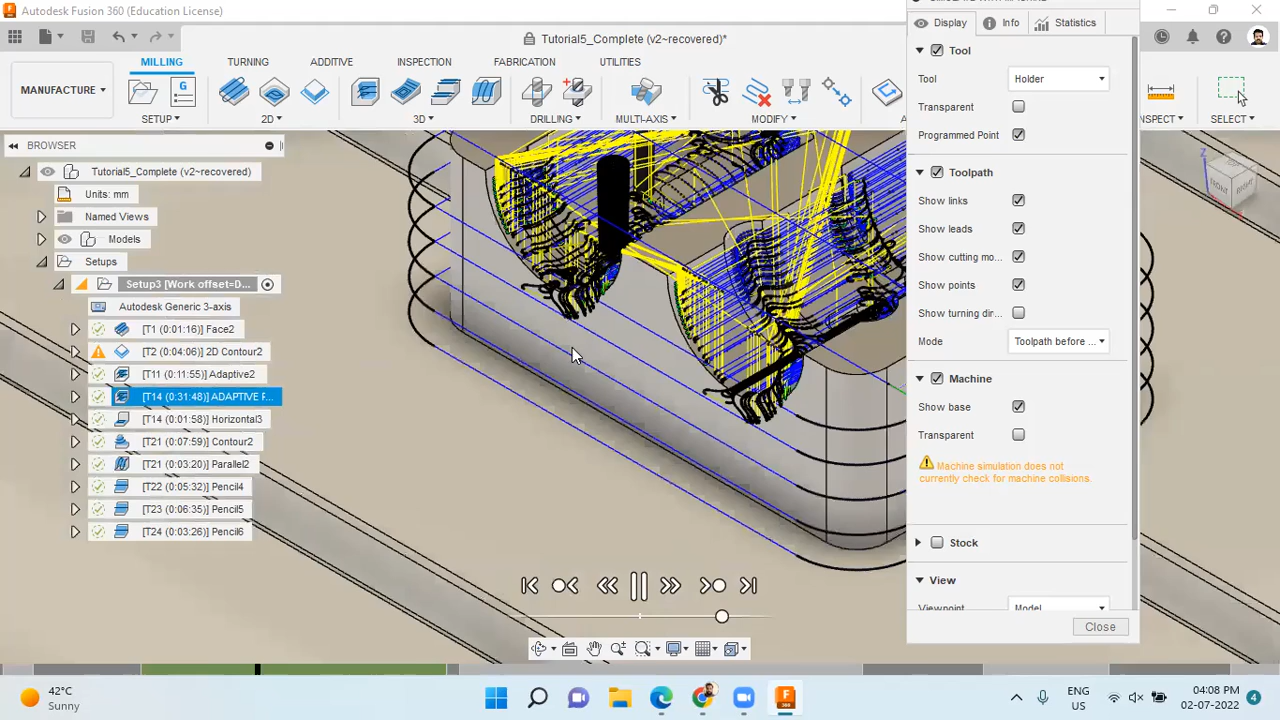 Autodesk Fusion 360 (Education License)
Tutorial5_Complete (v2~recovered)*
MILLING TURNING ADDITIVE INSPECTION FABRICATION UTILITIES
MANUFACTURE
SETUP 2D 3D DRILLING MULTI-AXIS MODIFY NSPECT SELECT
BROWSER
Tutorial5_Complete (v2~recovered)
Units: mm
Named Views
Models
Setups
Setup3 [Work offset=D...
Autodesk Generic 3-axis
[T1 (0:01:16)] Face2
[T2 (0:04:06)] 2D Contour2
[T11 (0:11:55)] Adaptive2
[T14 (0:31:48)] ADAPTIVE F...
[T14 (0:01:58)] Horizontal3
[T21 (0:07:59)] Contour2
[T21 (0:03:20)] Parallel2
[T22 (0:05:32)] Pencil4
[T23 (0:06:35)] Pencil5
[T24 (0:03:26)] Pencil6
Display Info Statistics
Tool
Tool Holder
Transparent
Programmed Point
Toolpath
Show links
Show leads
Show cutting mo...
Show points
Show turning dir...
Mode Toolpath before ...
Machine
Show base
Transparent
Machine simulation does not
currently check for machine collisions.
Stock
View
Viewpoint Model
Close
Z
FRONT RIGHT
42°C
Sunny
ENG
US
04:08 PM
02-07-2022
4